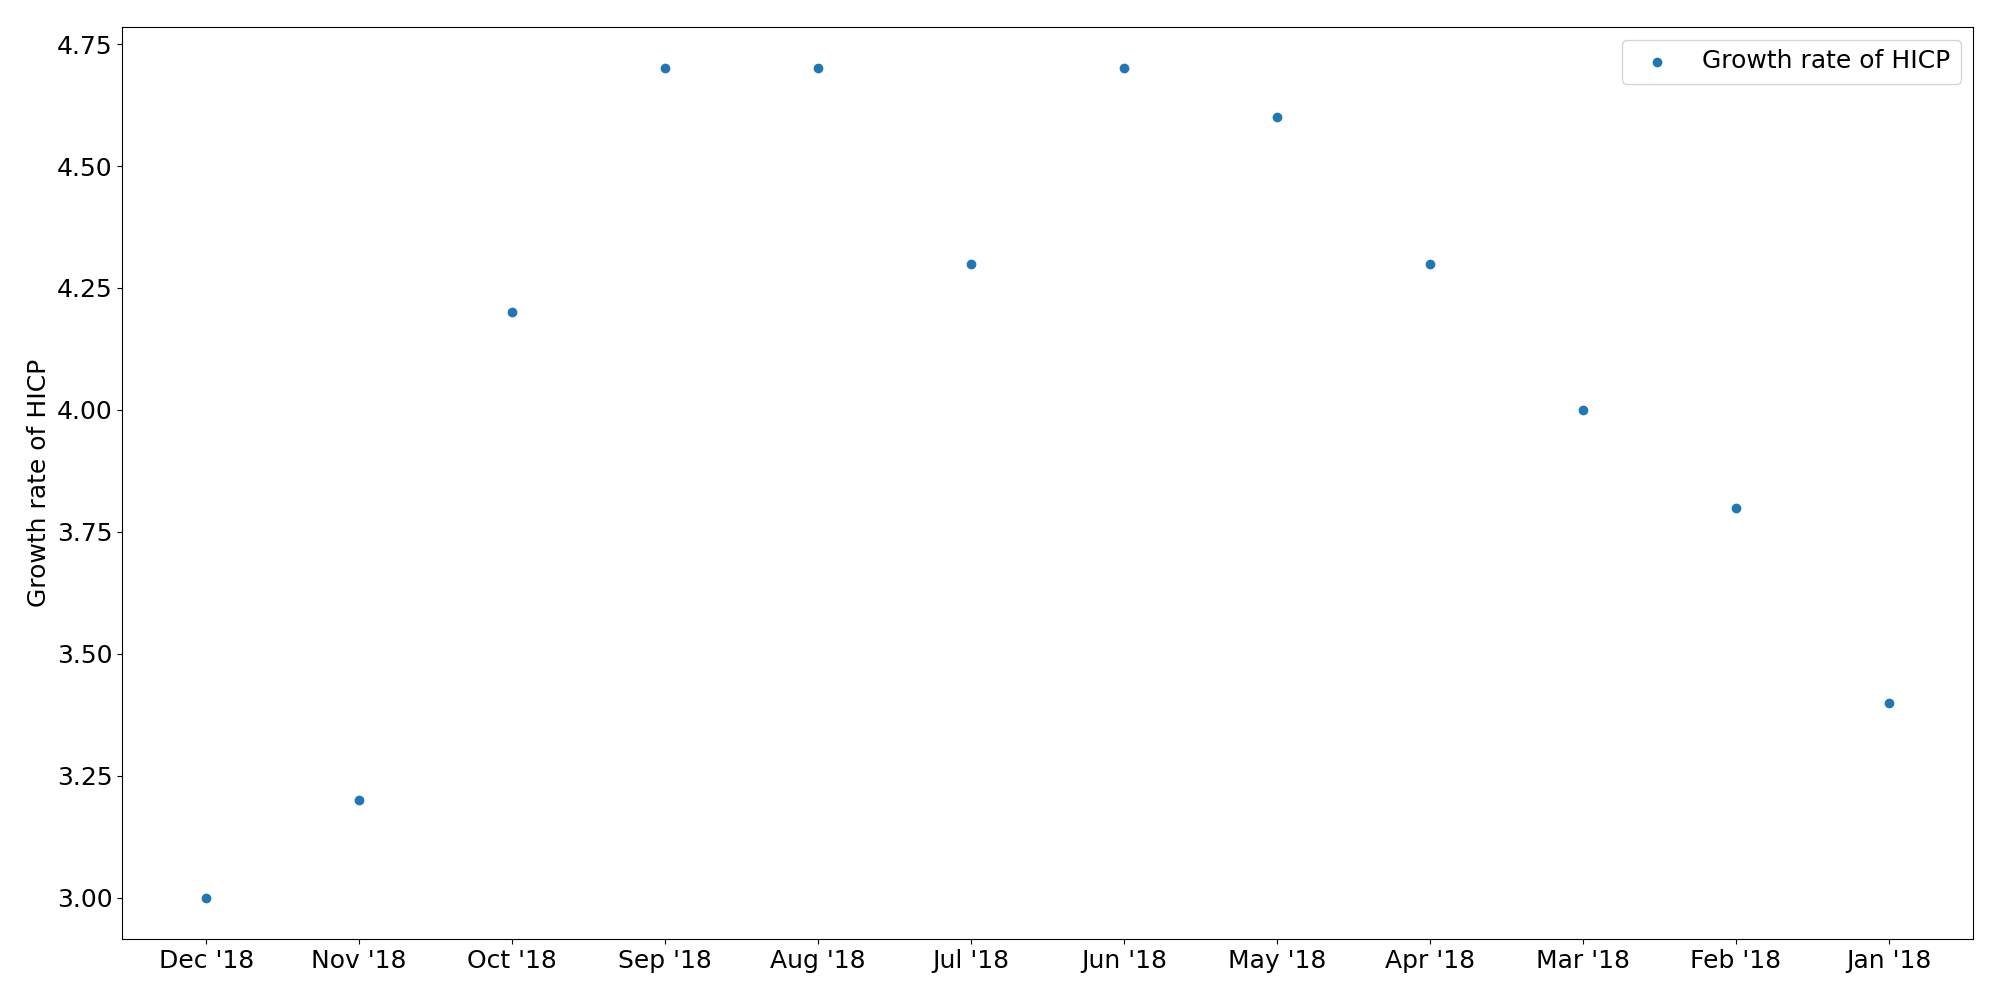 Growth rate of HICP
Growth rate of HICP
4.75
4.50
4.25
4.00
3.75
3.50
3.25
3.00
Dec '18 Nov '18 Oct '18 Sep '18 Aug '18 Jul '18 Jun '18 May '18 Apr '18 Mar '18 Feb '18 Jan '18